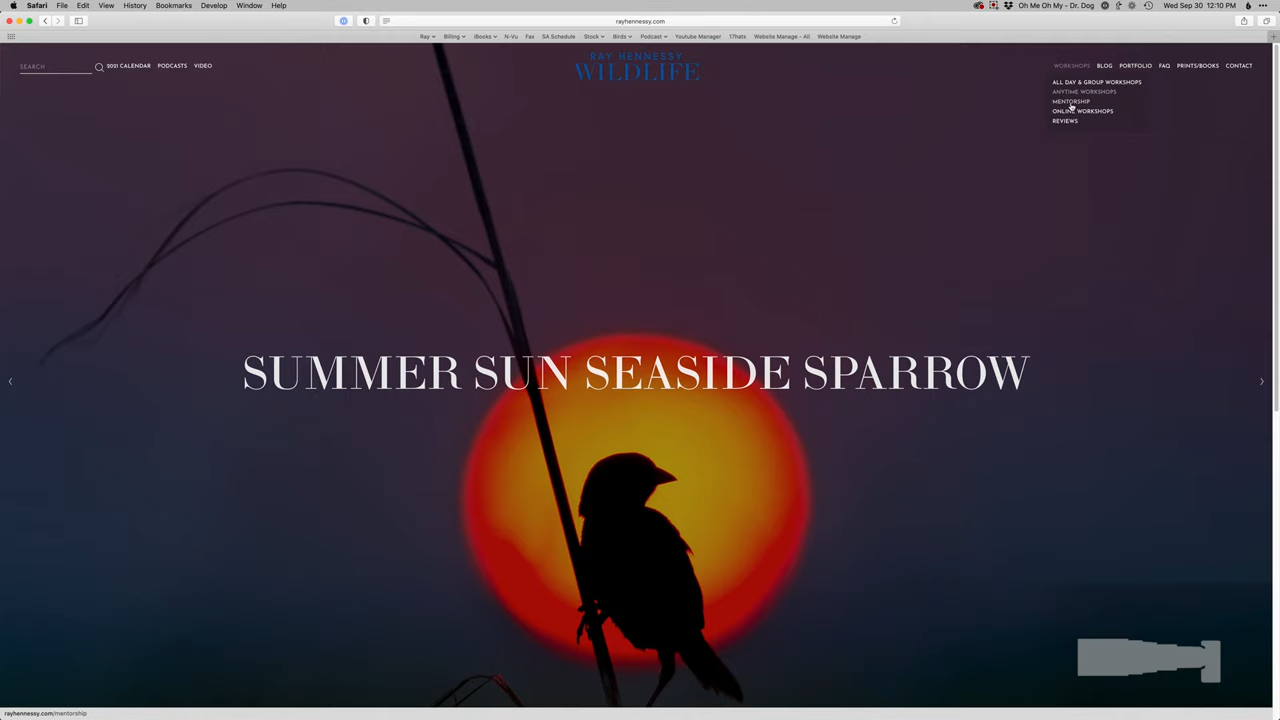 Safari File Edit View History Bookmarks Develop Window Help
Oh Me Oh My - Dr. Dog
Wed Sep 30 12:10 PM
rayhennessy.com
Ray Billing iBooks N-Vu Fax SA Schedule Stock Birds Podcast Youtube Manager 17hats Website Manage - All Website Manage
SEARCH
2021 CALENDAR PODCASTS VIDEO
RAY HENNESSY
WILDLIFE
WORKSHOPS BLOG PORTFOLIO FAQ PRINTS/BOOKS CONTACT
ALL DAY & GROUP WORKSHOPS
ANYTIME WORKSHOPS
MENTORSHIP
ONLINE WORKSHOPS
REVIEWS
SUMMER SUN SEASIDE SPARROW
rayhennessy.com/mentorship